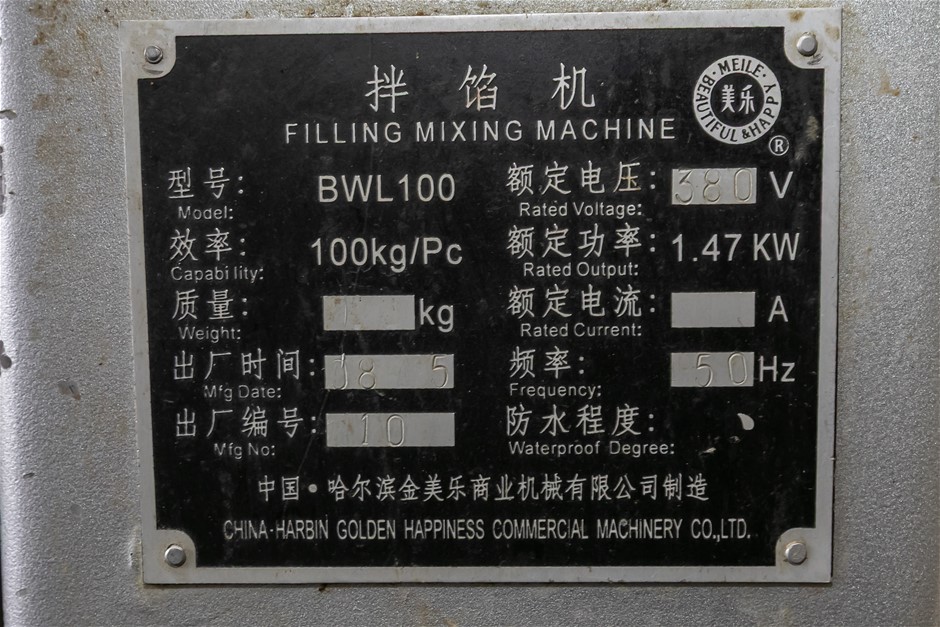 拌馅机
FILLING MIXING MACHINE
MEILE
美乐
BEAUTIFUL & HAPPY
®
型号: BWL100
Model:
效率: 100kg/Pc
Capability:
质量: kg
Weight:
出厂时间: 18 5
Mfg Date:
出厂编号: 10
Mfg No:
额定电压: 380 V
Rated Voltage:
额定功率: 1.47 KW
Rated Output:
额定电流: A
Rated Current:
频率: 50 Hz
Frequency:
防水程度:
Waterproof Degree:
中国·哈尔滨金美乐商业机械有限公司制造
CHINA-HARBIN GOLDEN HAPPINESS COMMERCIAL MACHINERY CO.,LTD.